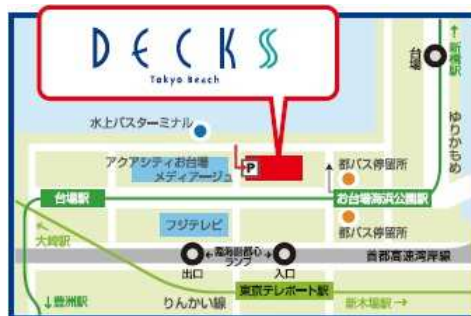 DECKS
Tokyo Beach
↑新橋駅
台場
ゆりかもめ
水上バスターミナル
アクアシティお台場
メディアージュ
P
都バス停留所
台場駅
お台場海浜公園駅
フジテレビ
都バス停留所
大崎駅
臨海副都心
ランプ
首都高速湾岸線
出口
入口
東京テレポート駅
↓豊洲駅
りんかい線
新木場駅→